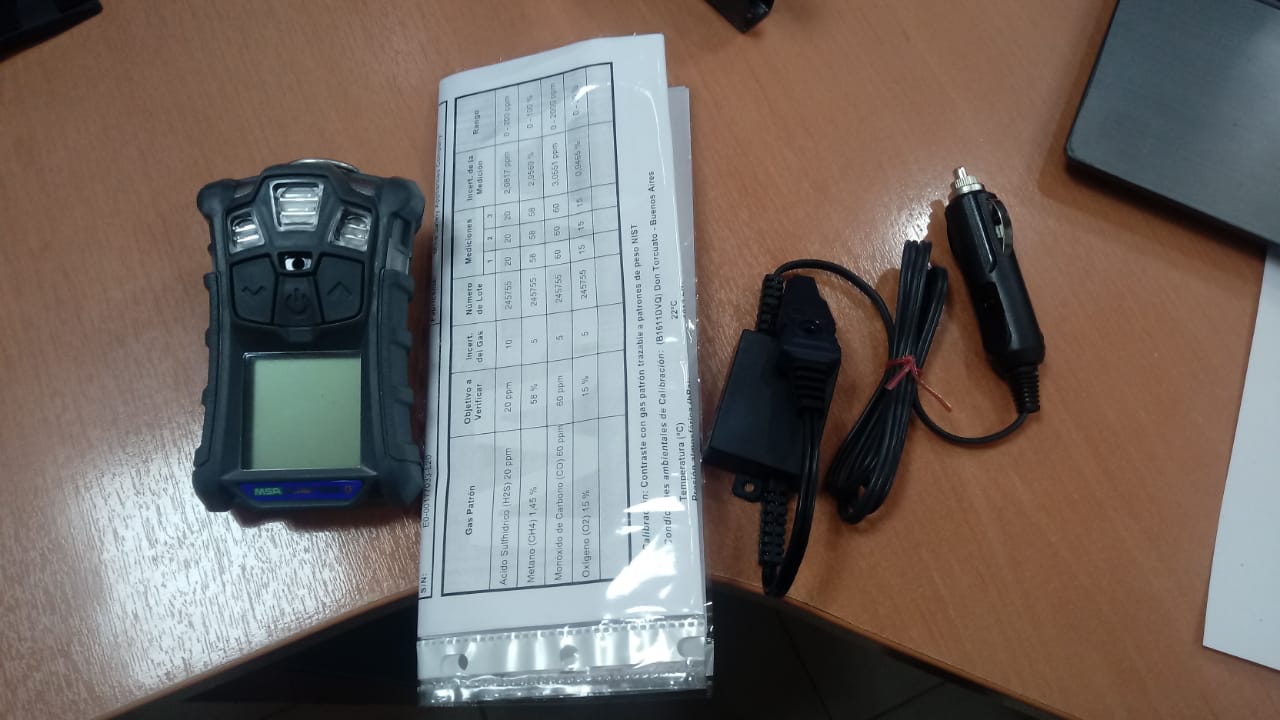 MSA
S/N:
Gas Patrón Objetivo a Verificar Incert. del Gas Número de Lote Mediciones Incert. de la Medición Rango
1 2 3
Acido Sulfhidrico (H2S) 20 ppm 20 ppm 10 245755 20 20 20 2,0817 ppm 0 - 200 ppm
Metano (CH4) 1,45 % 58 % 5 245755 58 58 58 0 - 100 %
Monóxido de Carbono (CO) 60 ppm 60 ppm 5 245755 60 60 60 3,0551 ppm 0 - 2000 ppm
Oxígeno (O2) 15 % 15 % 5 245755 15 15 15
Contraste con gas patrón trazable a patrones de peso NIST
ambientales de Calibración: (B1611DVQ) Don Torcuato - Buenos Aires
Temperatura (°C) 22°C